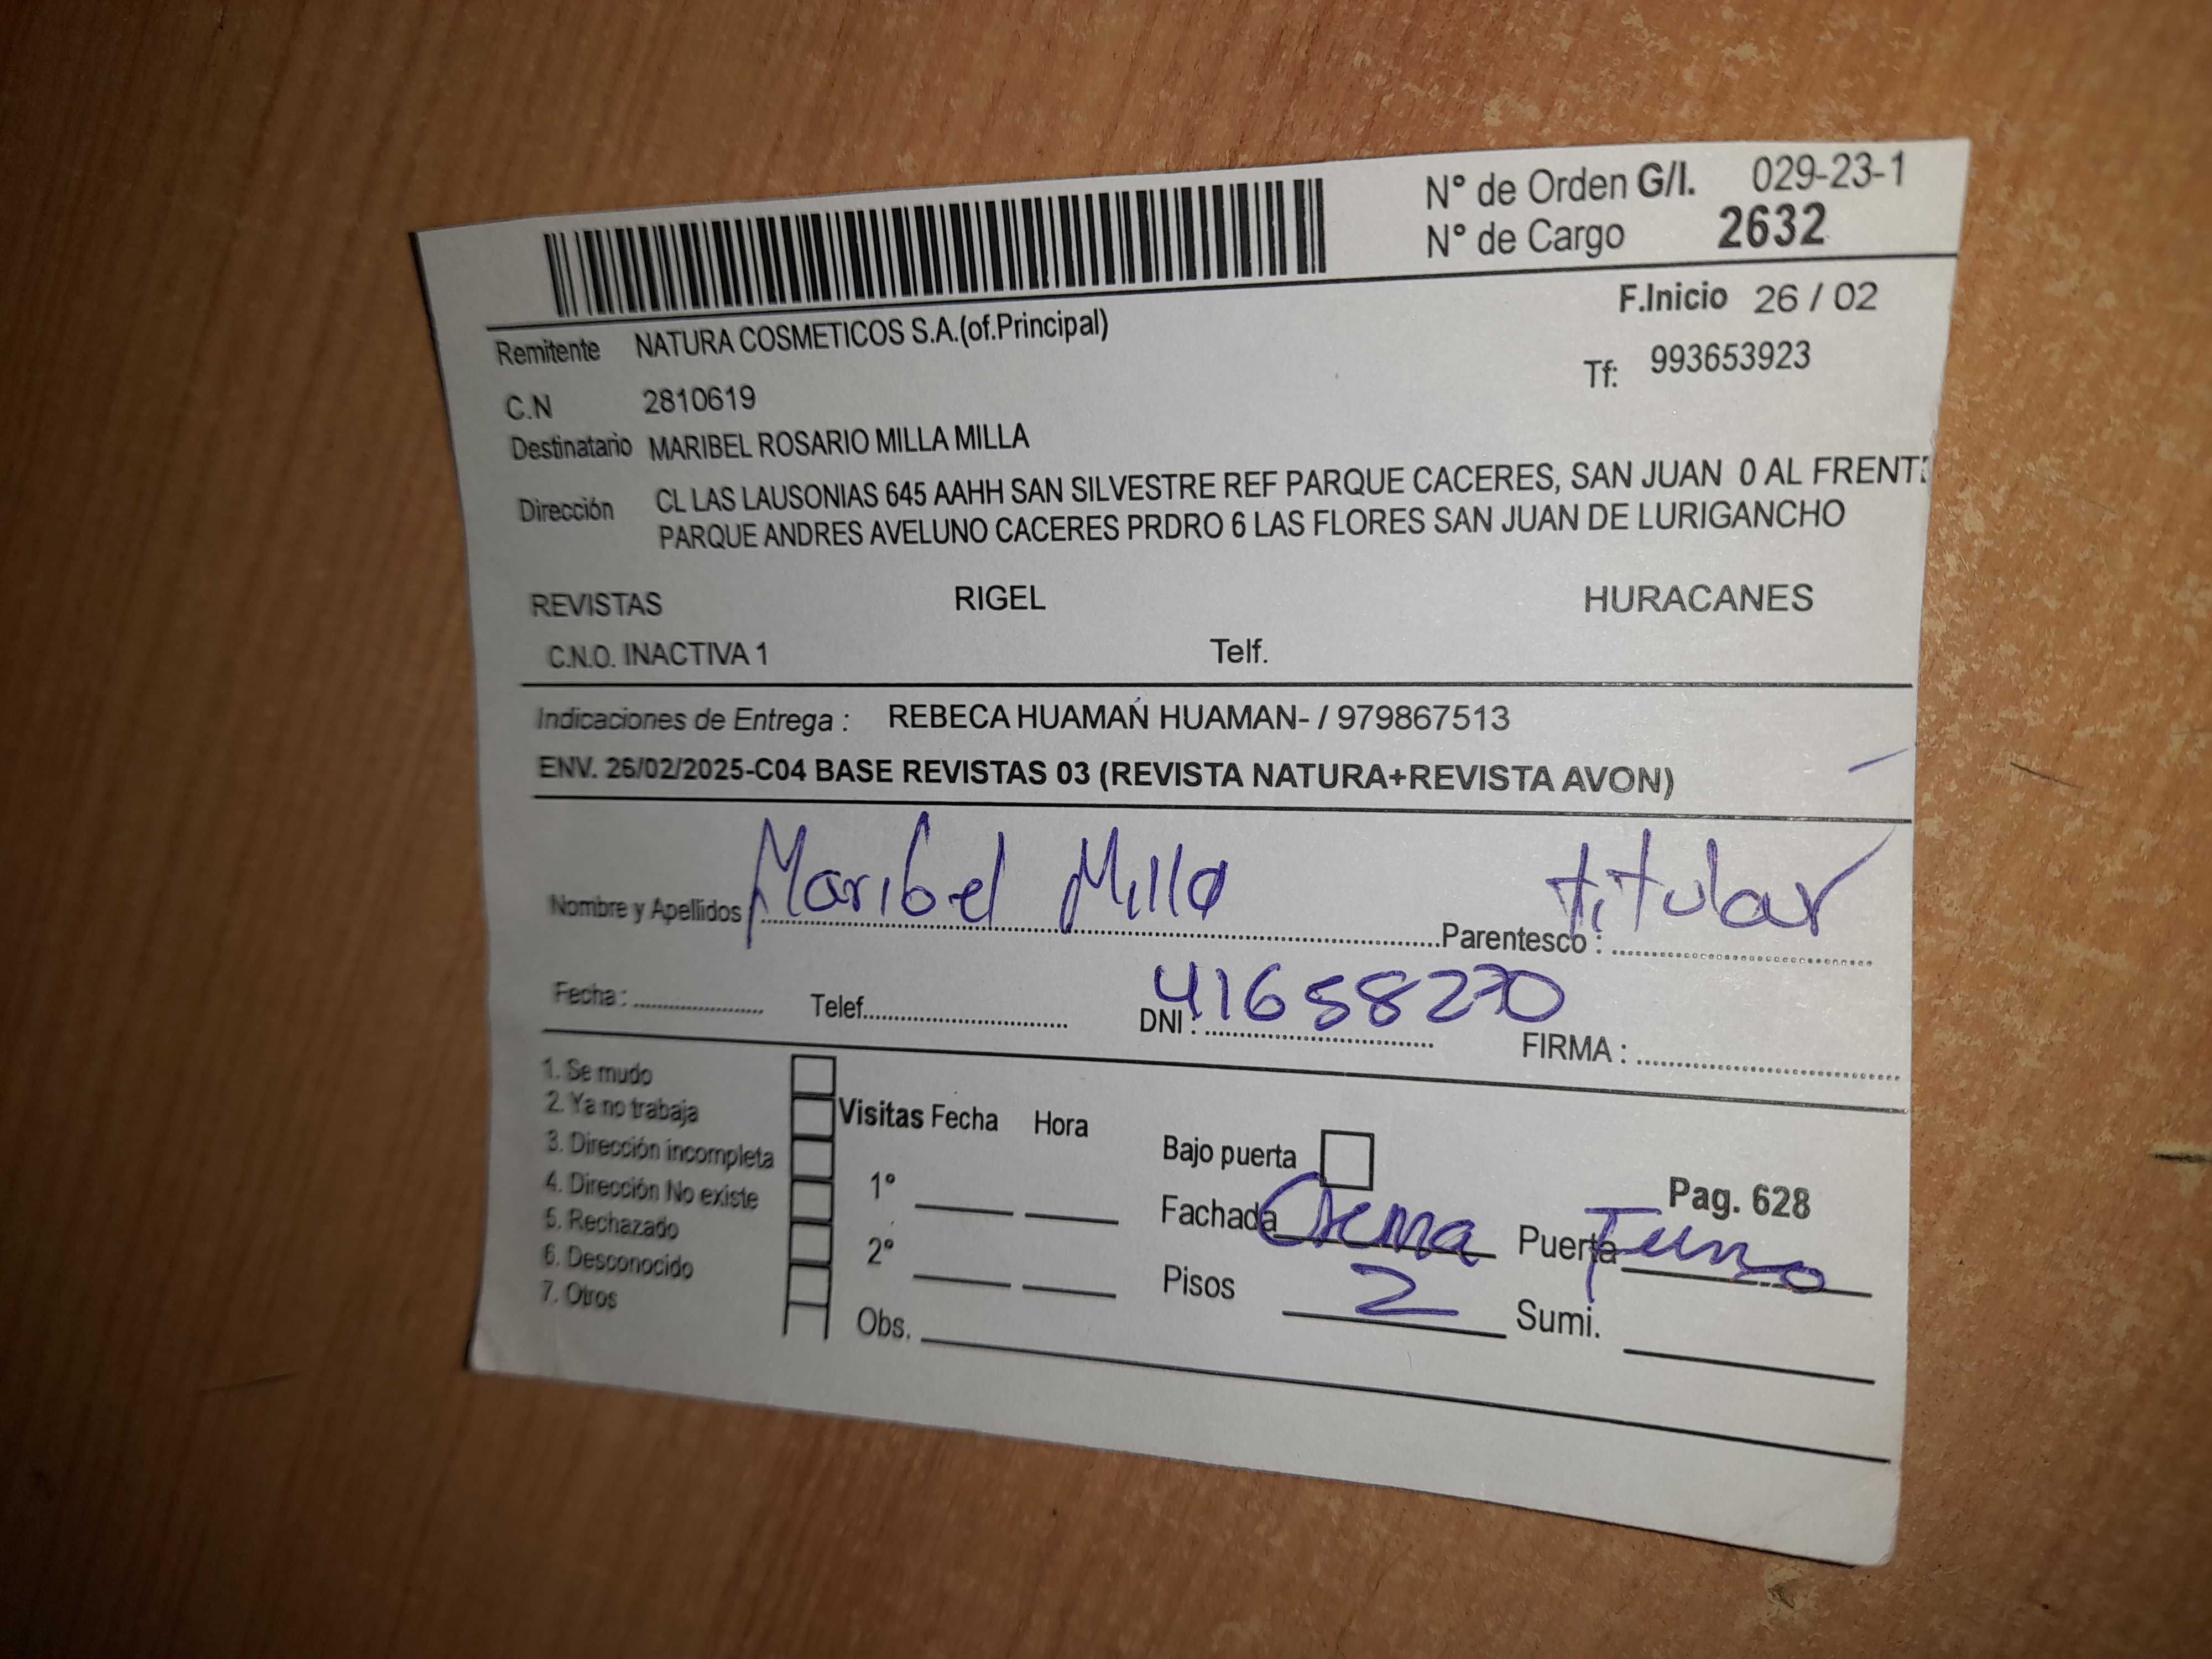 N° de Orden G/I. 029-23-1
N° de Cargo 2632
F.Inicio 26 / 02
Remitente NATURA COSMETICOS S.A.(of.Principal)
Tf: 993653923
C.N 2810619
Destinatario MARIBEL ROSARIO MILLA MILLA
Dirección CL LAS LAUSONIAS 645 AAHH SAN SILVESTRE REF PARQUE CACERES, SAN JUAN 0 AL FRENT
PARQUE ANDRES AVELUNO CACERES PRDRO 6 LAS FLORES SAN JUAN DE LURIGANCHO
REVISTAS RIGEL HURACANES
C.N.O. INACTIVA 1 Telf.
Indicaciones de Entrega : REBECA HUAMAN HUAMAN- / 979867513
ENV. 26/02/2025-C04 BASE REVISTAS 03 (REVISTA NATURA+REVISTA AVON)
Nombre y Apellidos Maribel Milla Parentesco : titular
Fecha : Telef. DNI : 41658270 FIRMA :
1. Se mudo
2. Ya no trabaja
3. Dirección incompleta
4. Dirección No existe
5. Rechazado
6. Desconocido
7. Otros
Visitas Fecha Hora
1°
2°
Obs.
Bajo puerta
Pag. 628
Fachada Crema Puerta
Pisos 2 Sumi.